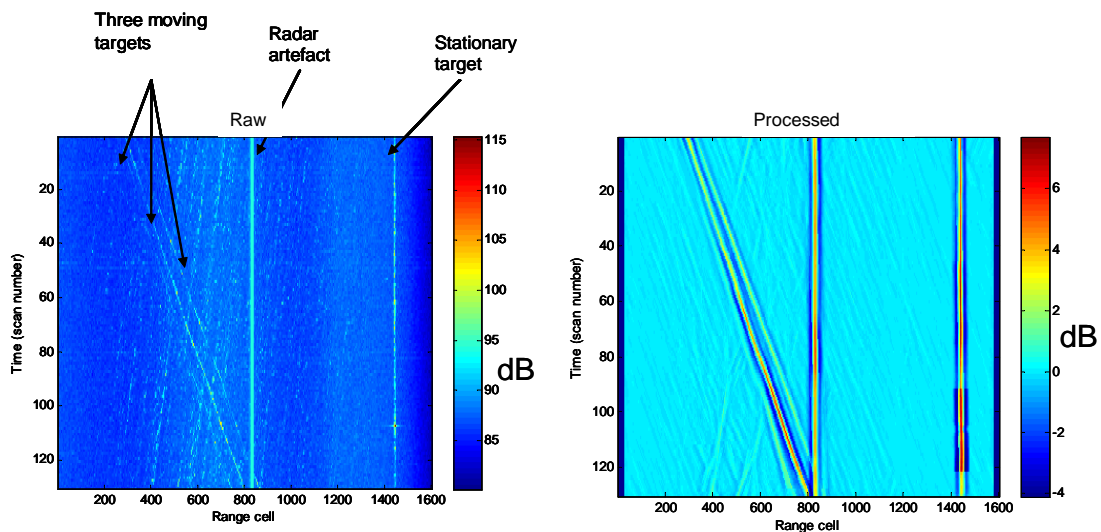 Three moving
targets
Radar
artefact
Stationary
target
Raw
Processed
Time (scan number)
20
40
60
80
100
120
200 400 600 800 1000 1200 1400 1600
Range cell
115
110
105
100
95
90
85
dB
Time (scan number)
20
40
60
80
100
120
200 400 600 800 1000 1200 1400 1600
Range cell
6
4
2
0
-2
-4
dB